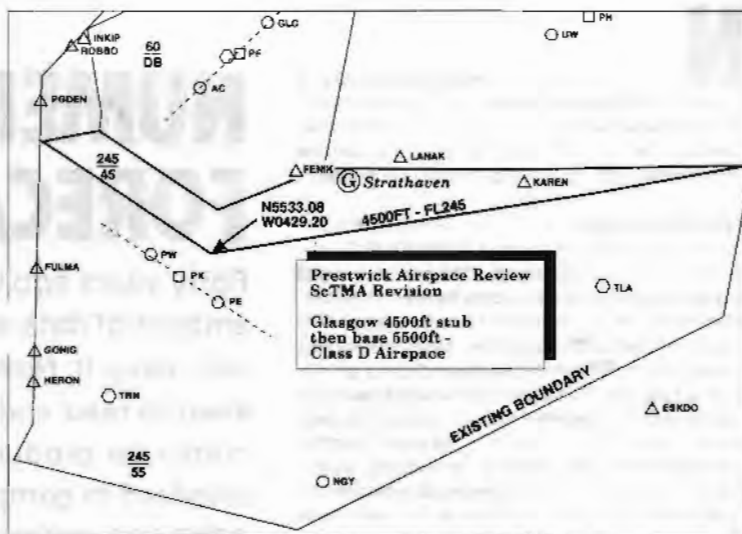 GLG
PH
INKIP
ROBBO
60
DB
PF
UW
AC
PGDEN
245
45
FENIK
LANAK
G Strathaven
KAREN
N5533.08
W0429.20
4500FT - FL245
PW
PK
PE
FULMA
TLA
Prestwick Airspace Review
ScTMA Revision
Glasgow 4500ft stub
then base 5500ft -
Class D Airspace
GONIG
HERON
TRN
ESKDO
EXISTING BOUNDARY
245
55
NGY